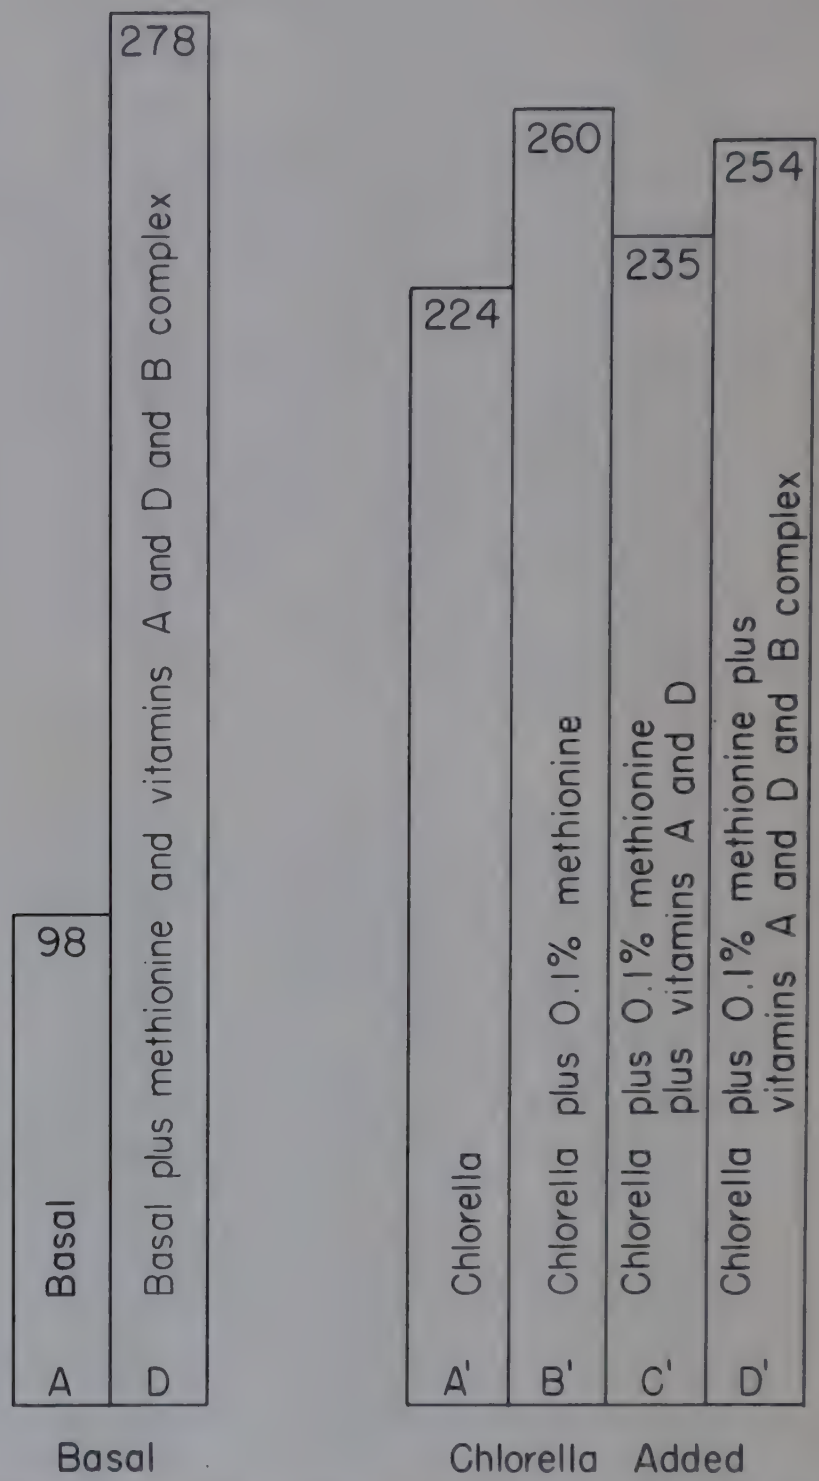 98
Basal
A
278
Basal plus methionine and vitamins A and D and B complex
D
Basal
224
Chlorella
A'
260
Chlorella plus 0.1% methionine
B'
235
Chlorella plus 0.1% methionine
plus vitamins A and D
C'
254
Chlorella plus 0.1% methionine plus
vitamins A and D and B complex
D'
Chlorella Added